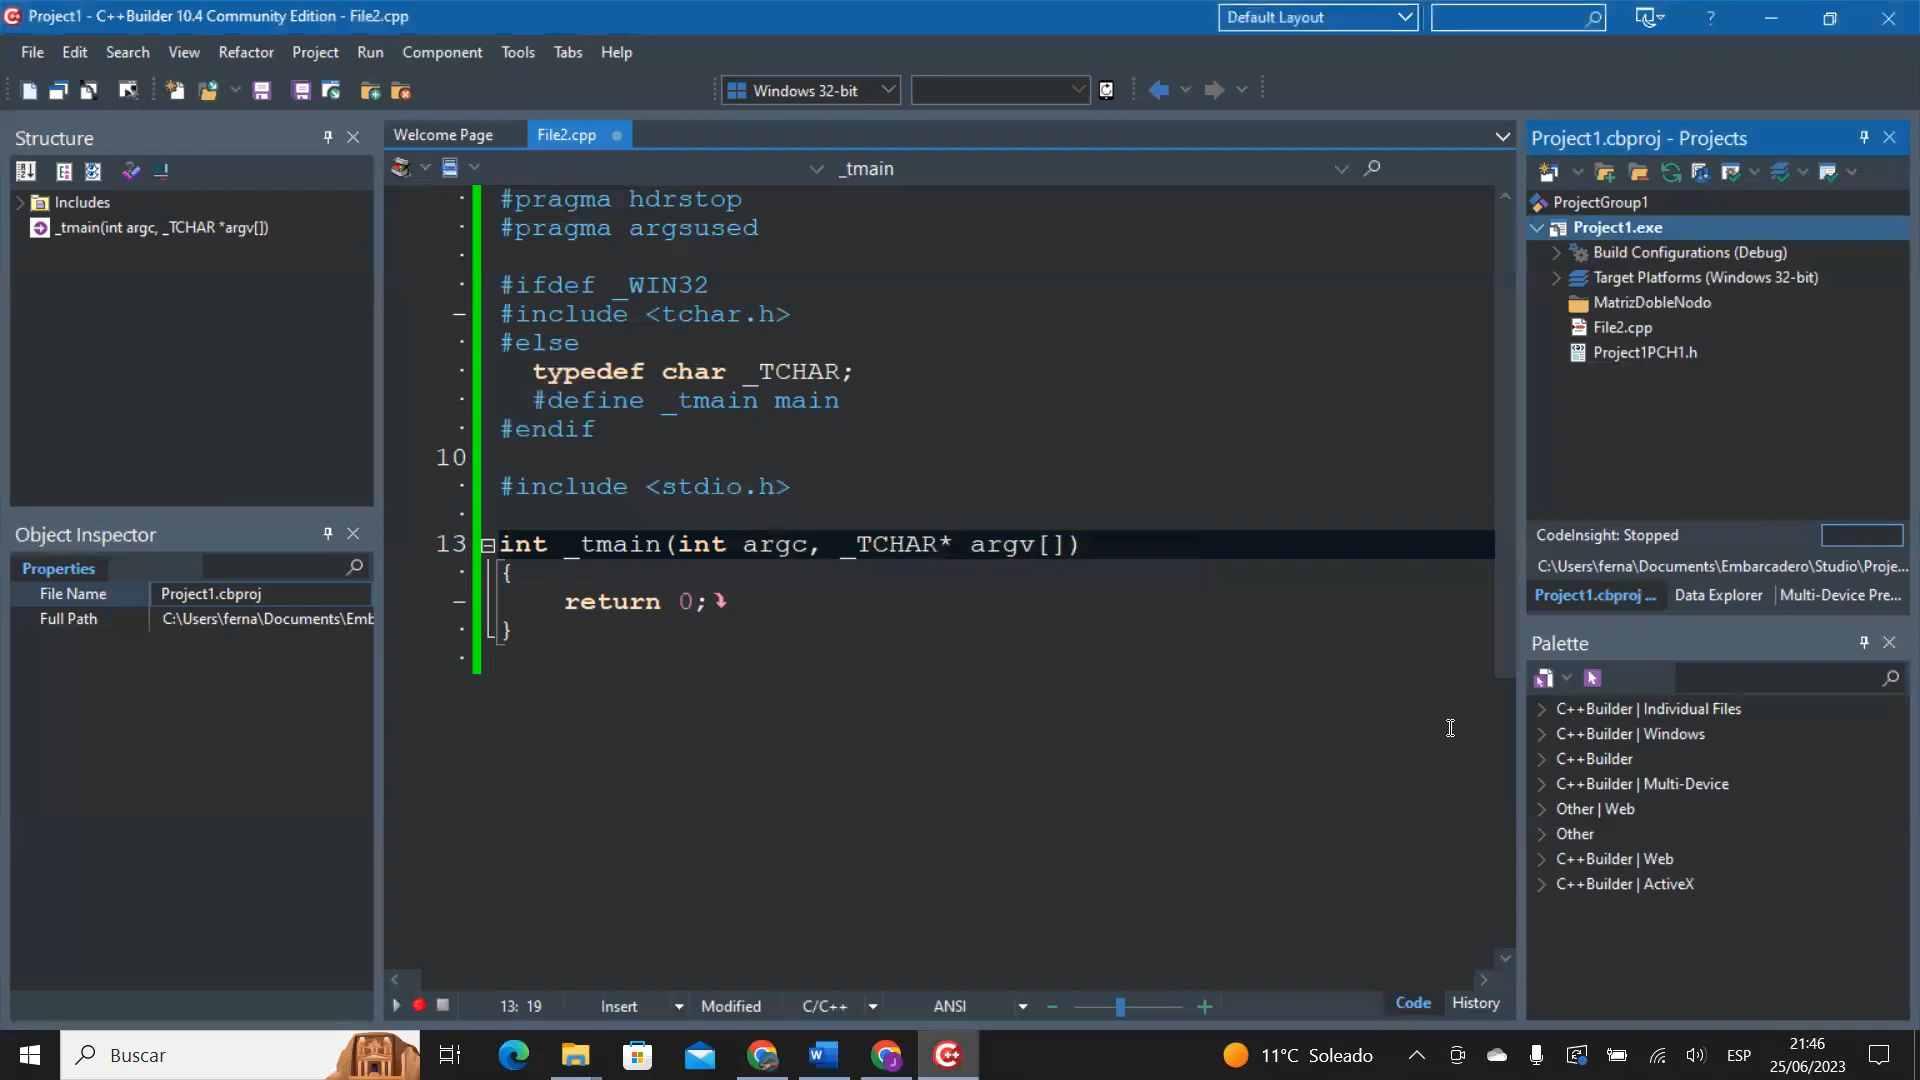 Project1 - C++Builder 10.4 Community Edition - File2.cpp
Default Layout
?
File Edit Search View Refactor Project Run Component Tools Tabs Help
Windows 32-bit
Structure
Includes
_tmain(int argc, _TCHAR *argv[])
Object Inspector
Properties
File Name Project1.cbproj
Full Path C:\Users\ferna\Documents\Emb
Welcome Page File2.cpp
_tmain
#pragma hdrstop
#pragma argsused
#ifdef _WIN32
#include <tchar.h>
#else
typedef char _TCHAR;
#define _tmain main
#endif
10
#include <stdio.h>
13 int _tmain(int argc, _TCHAR* argv[])
{
return 0;
}
13: 19 Insert Modified C/C++ ANSI
Code History
Project1.cbproj - Projects
ProjectGroup1
Project1.exe
Build Configurations (Debug)
Target Platforms (Windows 32-bit)
MatrizDobleNodo
File2.cpp
Project1PCH1.h
CodeInsight: Stopped
C:\Users\ferna\Documents\Embarcadero\Studio\Proje...
Project1.cbproj ... Data Explorer Multi-Device Pre...
Palette
C++Builder | Individual Files
C++Builder | Windows
C++Builder
C++Builder | Multi-Device
Other | Web
Other
C++Builder | Web
C++Builder | ActiveX
Buscar
11°C Soleado
ESP
21:46
25/06/2023